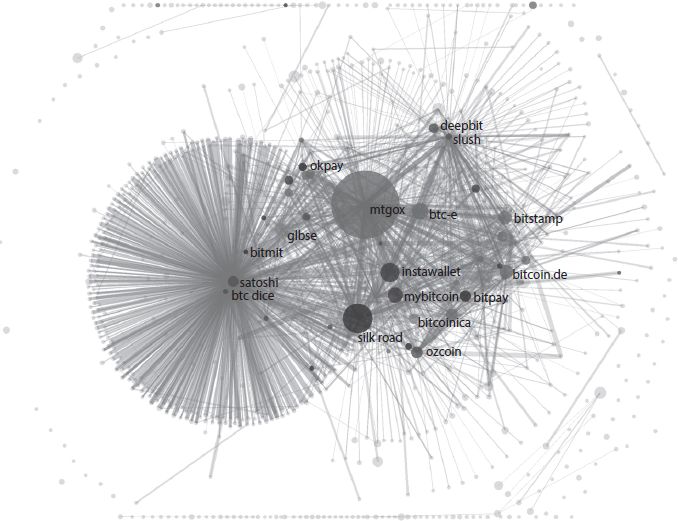 deepbit
slush
okpay
mtgox
btc-e
bitstamp
glbse
bitmit
instawallet
bitcoin.de
satoshi
btc dice
mybitcoin
bitpay
bitcoinica
silk road
ozcoin